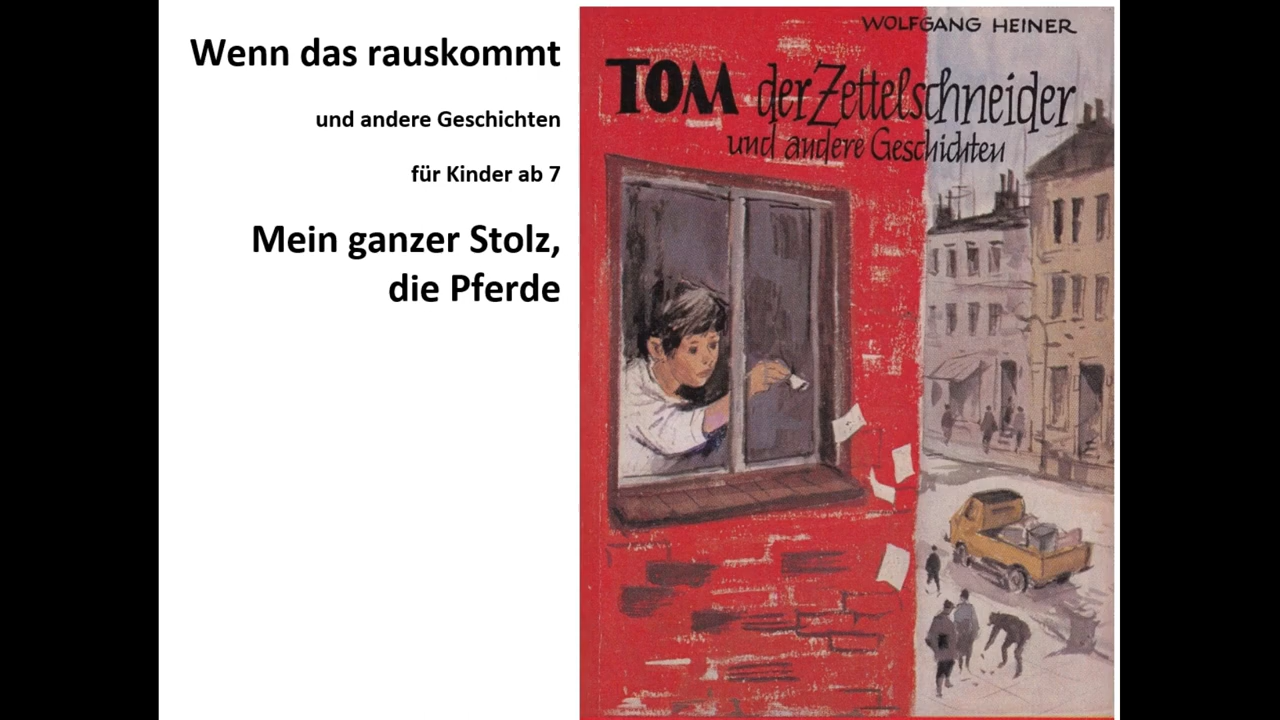 Wenn das rauskommt
und andere Geschichten
für Kinder ab 7
Mein ganzer Stolz,
die Pferde
WOLFGANG HEINER
TOM der Zettelschneider
und andere Geschichten